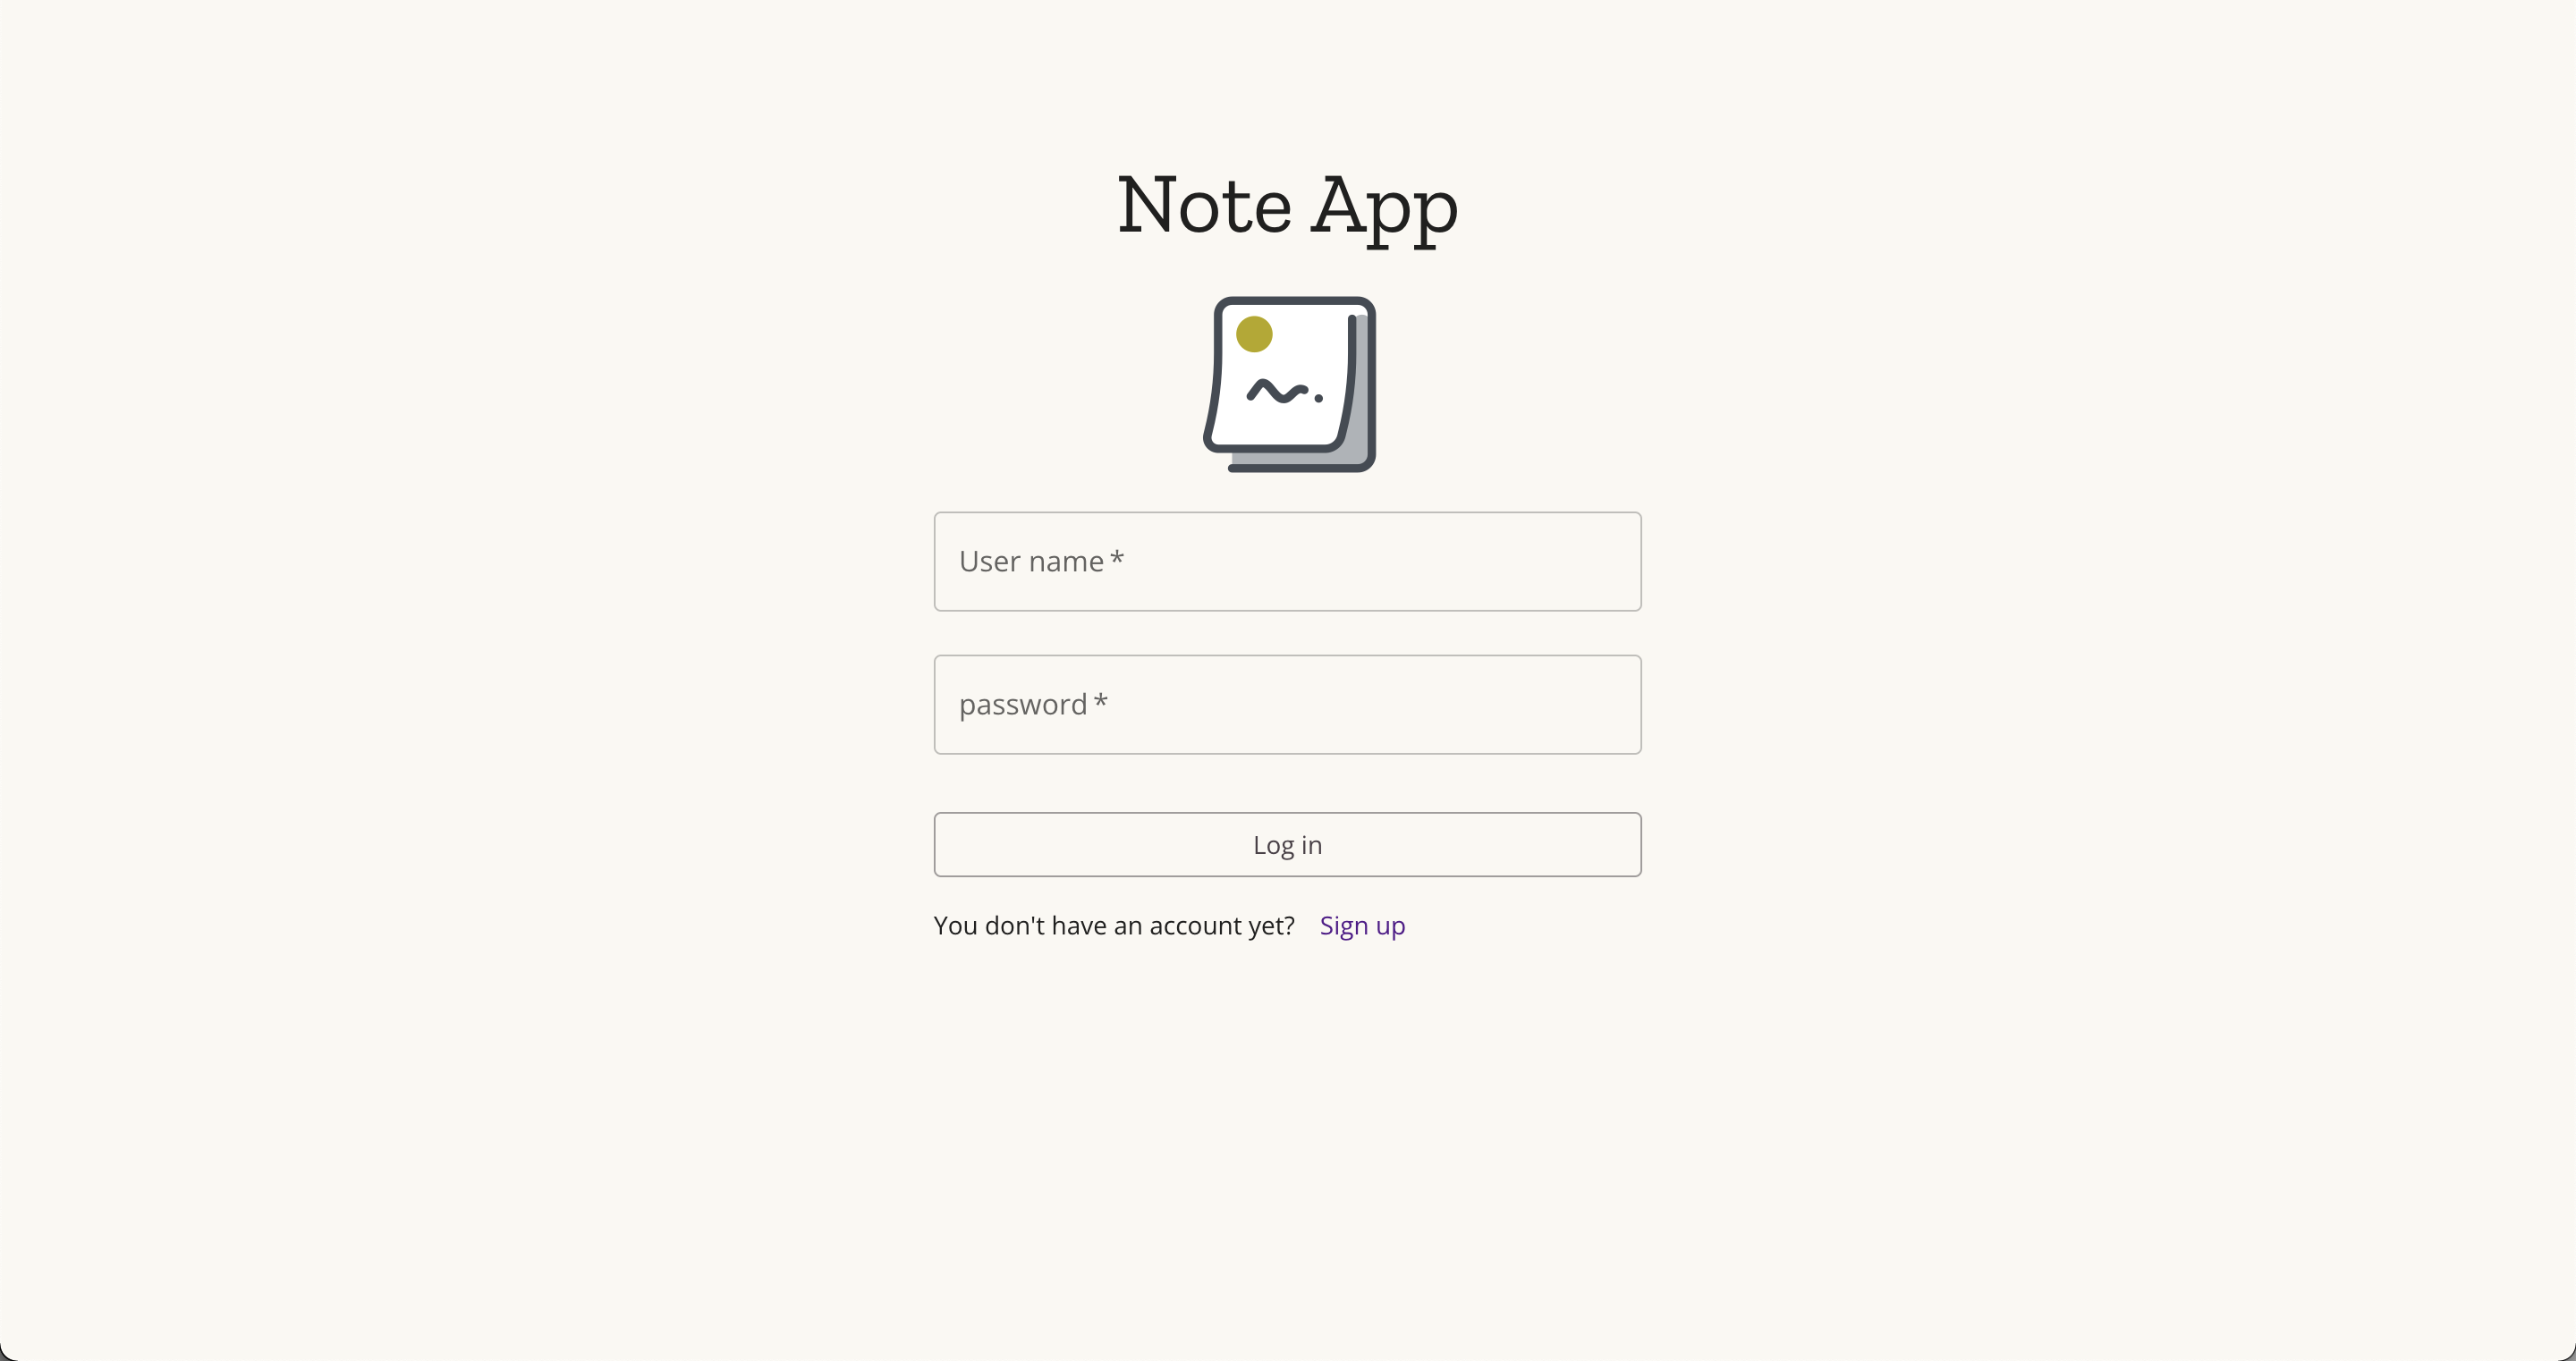 Note App
User name *
password *
Log in
You don't have an account yet? Sign up